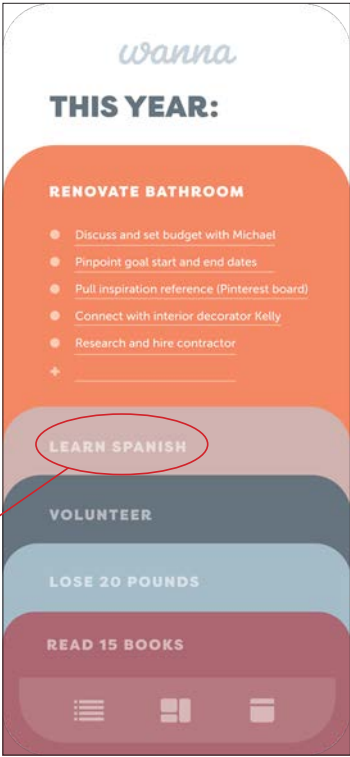 wanna
THIS YEAR:
RENOVATE BATHROOM
Discuss and set budget with Michael
Pinpoint goal start and end dates
Pull inspiration reference (Pinterest board)
Connect with interior decorator Kelly
Research and hire contractor
+
LEARN SPANISH
VOLUNTEER
LOSE 20 POUNDS
READ 15 BOOKS